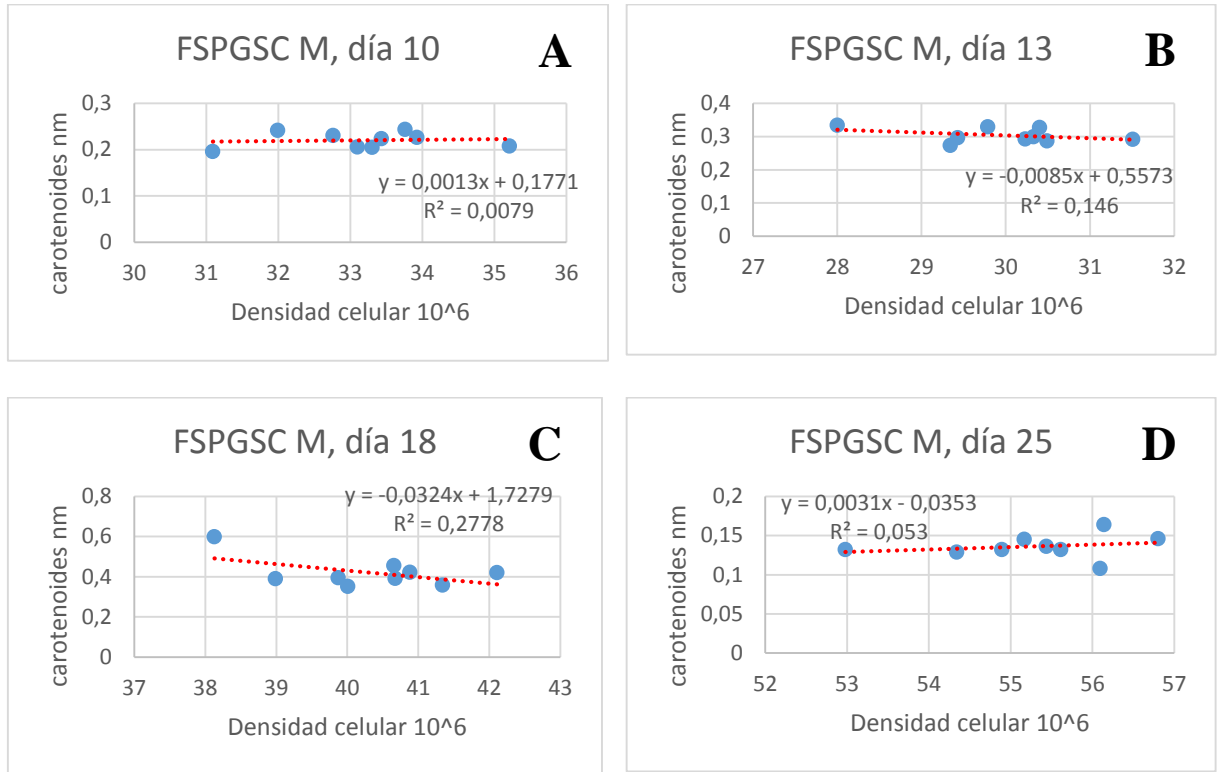 FSPGSC M, día 10
A
carotenoides nm
0,3
0,2
0,1
0
y = 0,0013x + 0,1771
R² = 0,0079
30 31 32 33 34 35 36
Densidad celular 10^6
FSPGSC M, día 13
B
carotenoides nm
0,4
0,3
0,2
0,1
0
y = -0,0085x + 0,5573
R² = 0,146
27 28 29 30 31 32
Densidad celular 10^6
FSPGSC M, día 18
C
carotenoides nm
0,8
0,6
0,4
0,2
0
y = -0,0324x + 1,7279
R² = 0,2778
37 38 39 40 41 42 43
Densidad celular 10^6
FSPGSC M, día 25
D
carotenoides nm
0,2
0,15
0,1
0,05
0
y = 0,0031x - 0,0353
R² = 0,053
52 53 54 55 56 57
Densidad celular 10^6